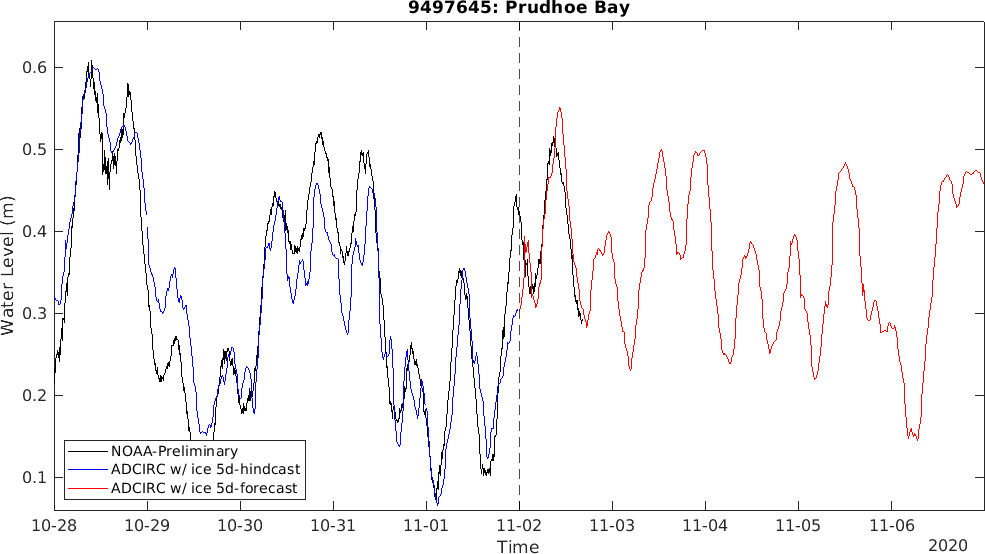 9497645: Prudhoe Bay
Water Level (m)
0.6
0.5
0.4
0.3
0.2
0.1
NOAA-Preliminary
ADCIRC w/ ice 5d-hindcast
ADCIRC w/ ice 5d-forecast
10-28 10-29 10-30 10-31 11-01 11-02 11-03 11-04 11-05 11-06
Time
2020